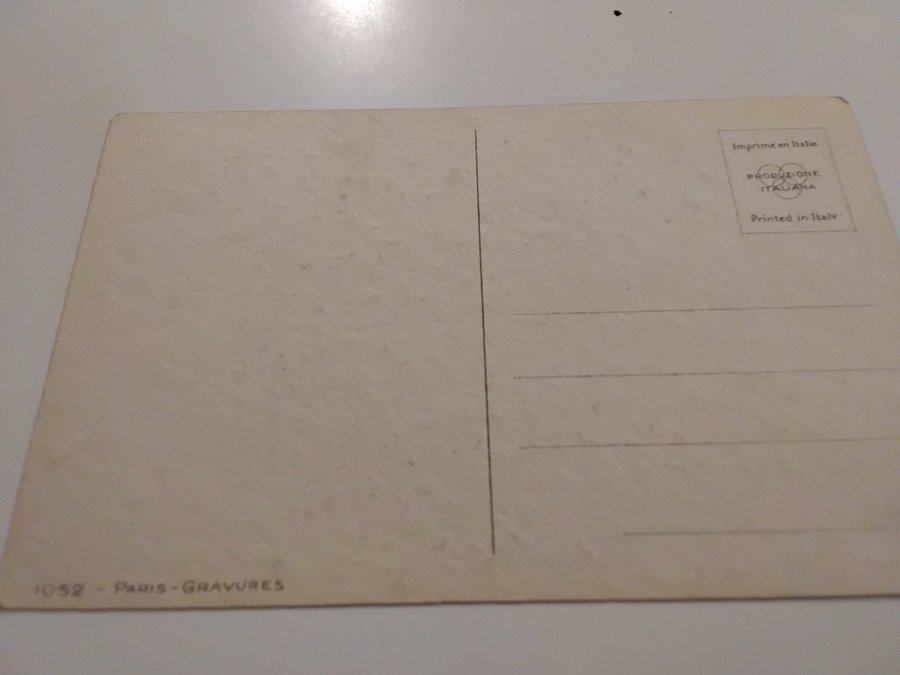 Imprimé en Italie
PRODUZIONE
ITALIANA
Printed in Italy
1052 - PARIS-GRAVURES